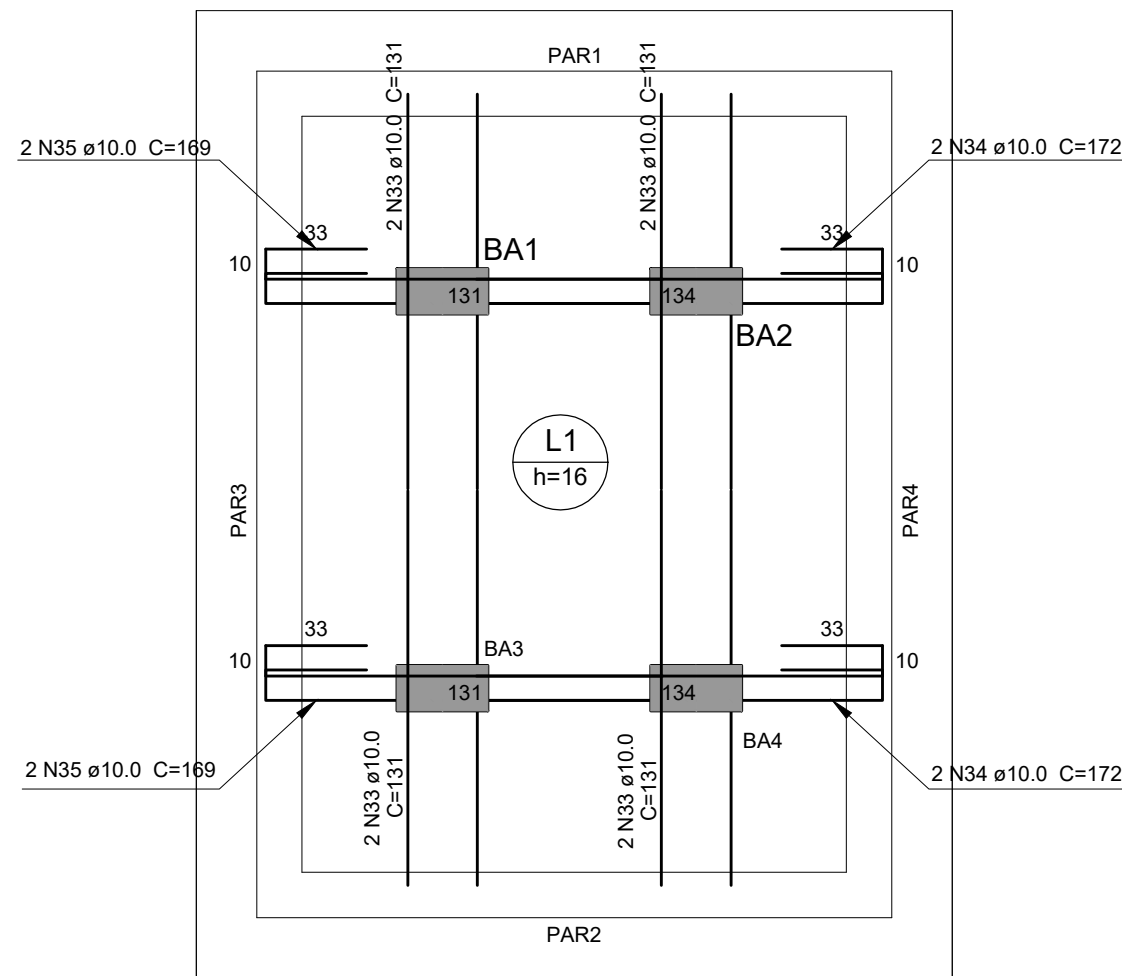 PAR1
2 N33 ø10.0 C=131
2 N33 ø10.0 C=131
2 N35 ø10.0 C=169
2 N34 ø10.0 C=172
33
33
10
10
BA1
131
134
BA2
L1
h=16
PAR3
PAR4
33
33
10
10
BA3
131
134
BA4
2 N33 ø10.0
C=131
2 N33 ø10.0
C=131
2 N35 ø10.0 C=169
2 N34 ø10.0 C=172
PAR2